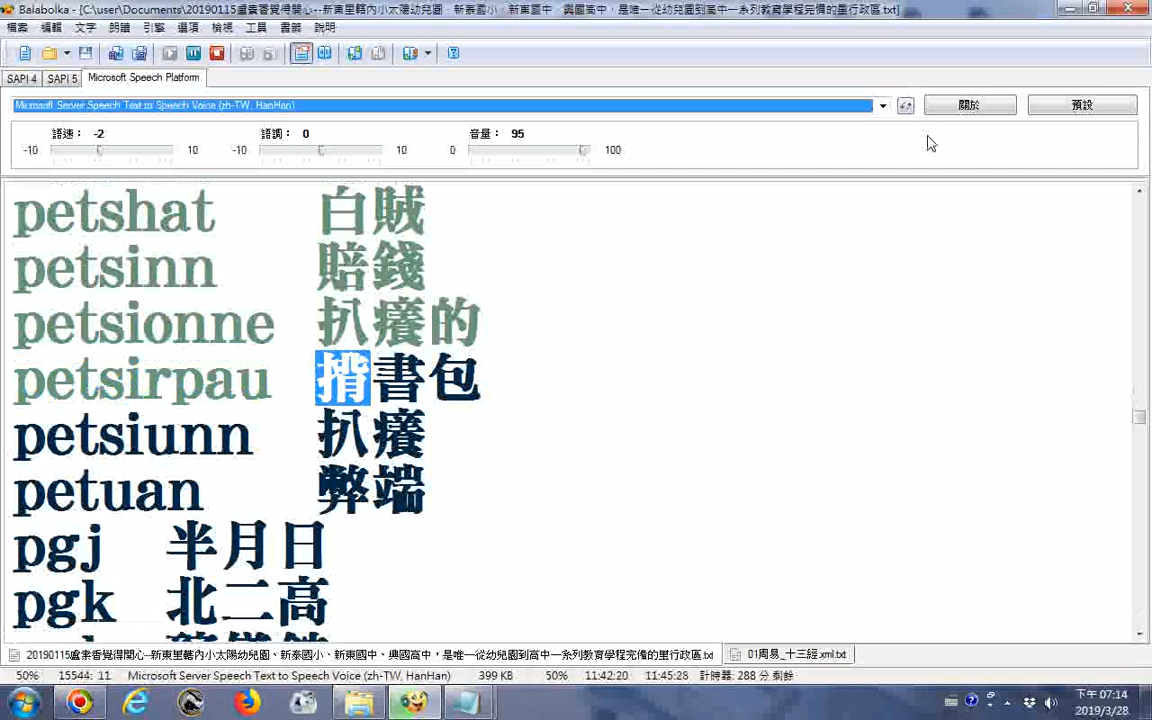 Balabolka - [C:\user\Documents\20190115盧素香覺得開心--新東里轄內小太陽幼兒園、新泰國小、新東國中、興國高中，是唯一從幼兒園到高中一系列教育學程完備的里行政區.txt]
檔案 編輯 文字 朗讀 引擎 選項 檢視 工具 書籤 說明
SAPI 4 SAPI 5 Microsoft Speech Platform
Microsoft Server Speech Text to Speech Voice (zh-TW, HanHan)
關於 預設
語速： -2 語調： 0 音量： 95
-10 10 -10 10 0 100
petshat 白賊
petsinn 賠錢
petsionne 扒癢的
petsirpau 揹書包
petsiunn 扒癢
petuan 弊端
pgj 半月日
pgk 北二高
20190115盧素香覺得開心--新東里轄內小太陽幼兒園、新泰國小、新東國中、興國高中，是唯一從幼兒園到高中一系列教育學程完備的里行政區.txt 01周易_十三經.xml.txt
50% 15544: 11 Microsoft Server Speech Text to Speech Voice (zh-TW, HanHan) 399 KB 50% 11:42:20 11:45:28 計時器: 288 分 剩餘
下午 07:14
2019/3/28